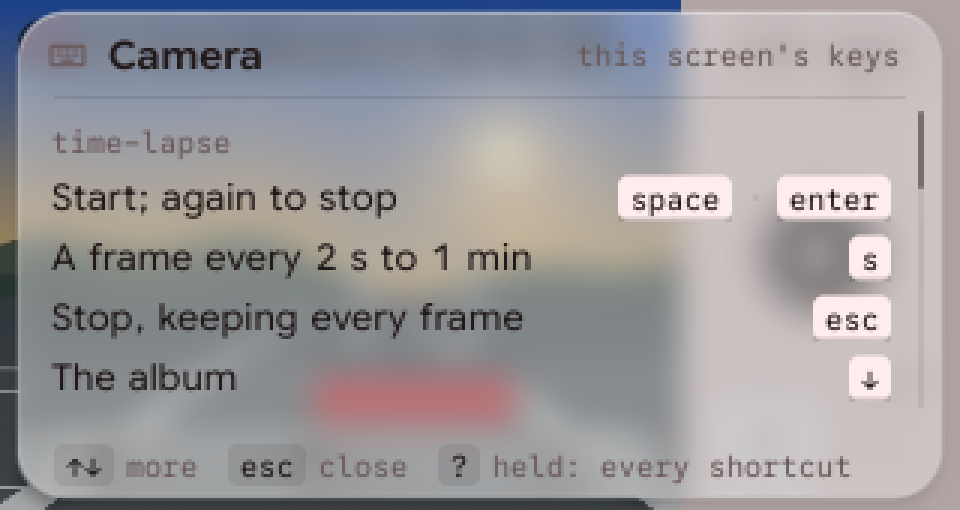 Camera this screen's keys
time-lapse
Start; again to stop space · enter
A frame every 2 s to 1 min s
Stop, keeping every frame esc
The album ↓
↑↓ more esc close ? held: every shortcut